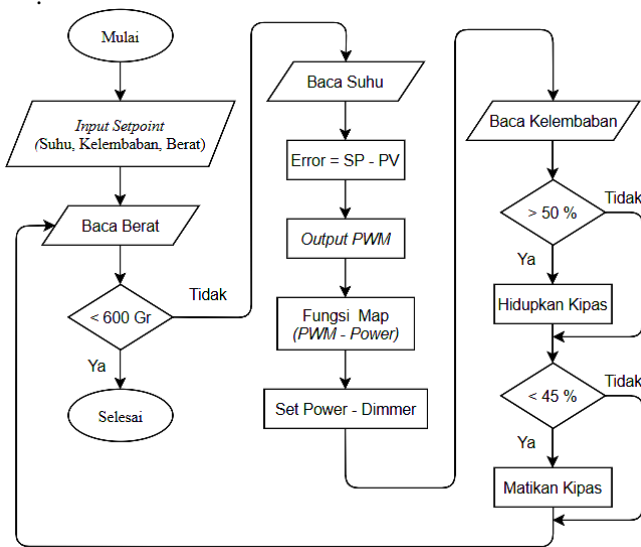 Mulai
Input Setpoint
(Suhu, Kelembaban, Berat)
Baca Berat
< 600 Gr
Tidak
Ya
Selesai
Baca Suhu
Error = SP - PV
Output PWM
Fungsi Map
(PWM - Power)
Set Power - Dimmer
Baca Kelembaban
> 50 %
Tidak
Ya
Hidupkan Kipas
< 45 %
Tidak
Ya
Matikan Kipas